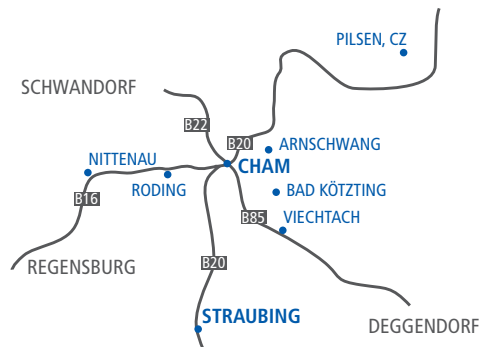 PILSEN, CZ
SCHWANDORF
B22
B20
ARNSCHWANG
NITTENAU
CHAM
RODING
BAD KÖTZTING
B16
B85
VIECHTACH
REGENSBURG
B20
STRAUBING
DEGGENDORF